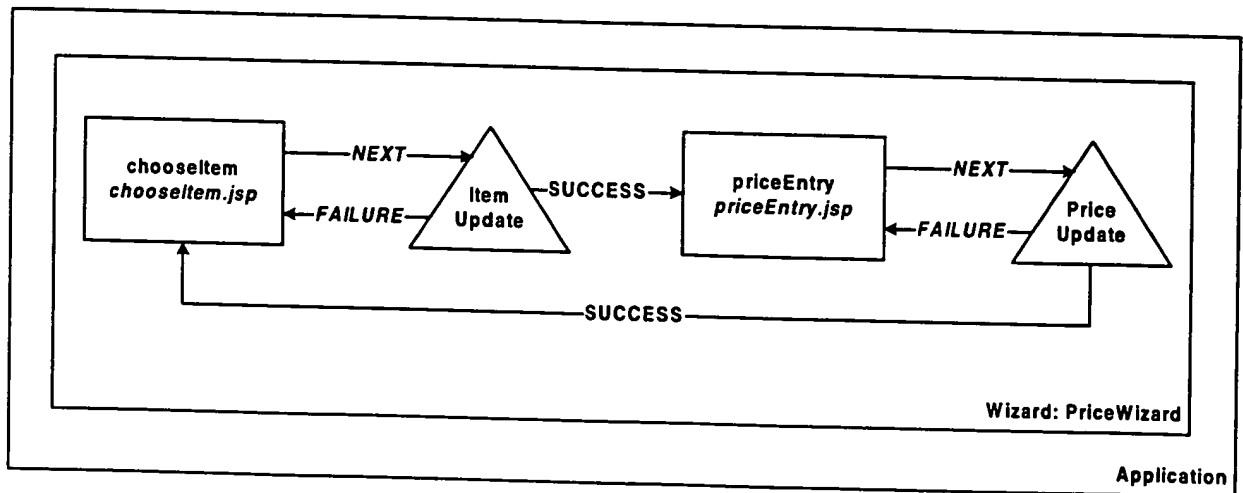 chooseItem
chooseItem.jsp
NEXT
FAILURE
Item
Update
SUCCESS
priceEntry
priceEntry.jsp
NEXT
FAILURE
Price
Update
SUCCESS
Wizard: PriceWizard
Application